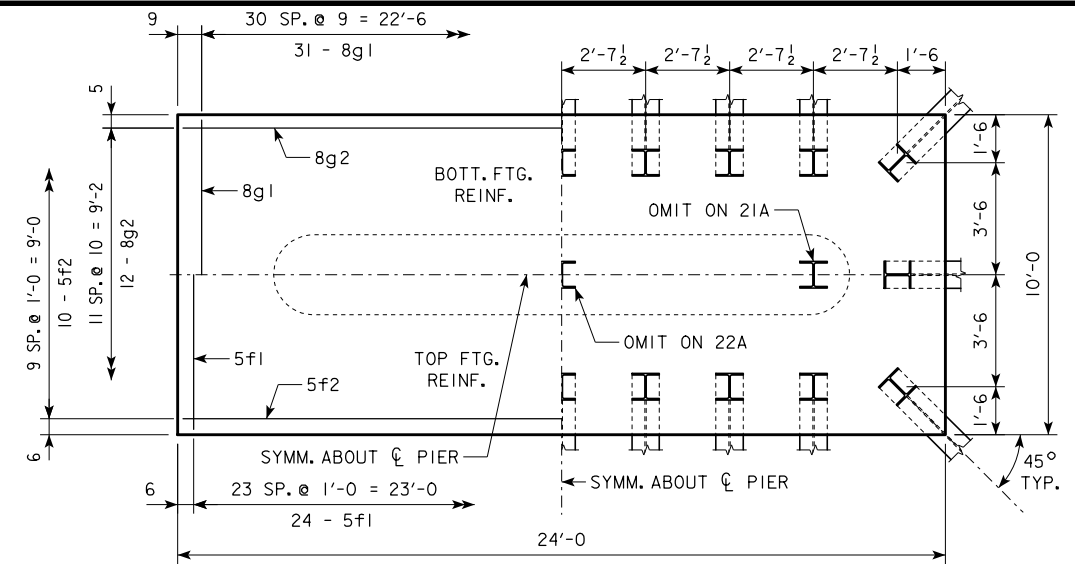 9
30 SP. @ 9 = 22'-6
31 - 8g1
2'-7½
2'-7½
2'-7½
2'-7½
1'-6
5
8g2
8g1
BOTT. FTG.
REINF.
OMIT ON 21A
1'-6
3'-6
3'-6
1'-6
10'-0
9 SP. @ 1'-0 = 9'-0
10 - 5f2
11 SP. @ 10 = 9'-2
12 - 8g2
OMIT ON 22A
TOP FTG.
REINF.
5f1
5f2
6
SYMM. ABOUT ℄ PIER
SYMM. ABOUT ℄ PIER
45°
TYP.
6
23 SP. @ 1'-0 = 23'-0
24 - 5f1
24'-0